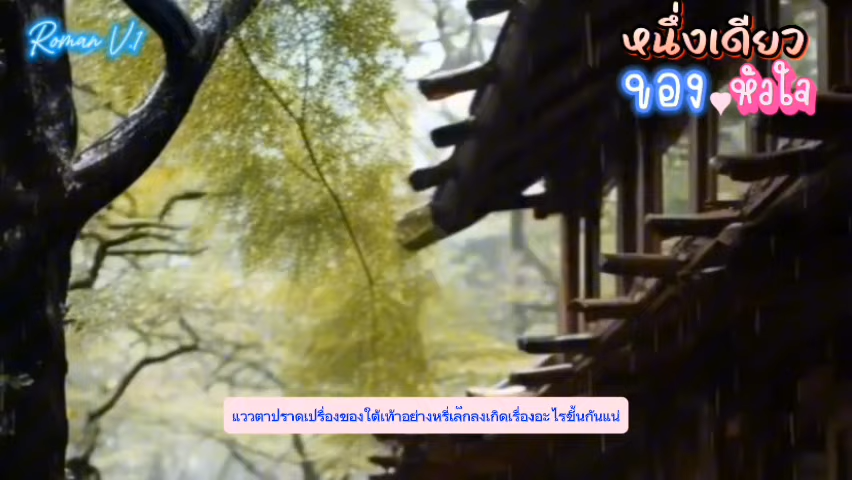 Roman V.1
หนึ่งเดียว
ของ หัวใจ
แววตาปราดเปรื่องของใต้เท้าอย่างหรี่เล็กลงเกิดเรื่องอะไรขึ้นกันแน่